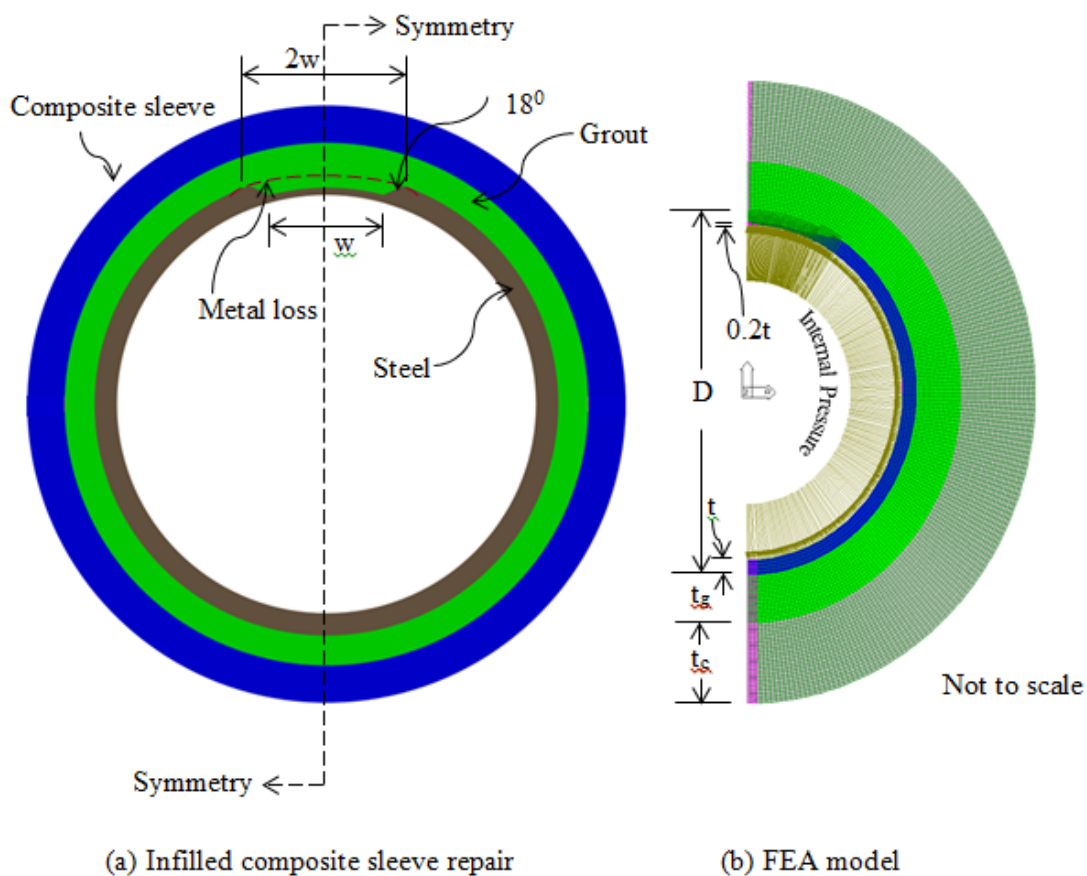 Symmetry
2w
18⁰
Composite sleeve
Grout
w
Metal loss
Steel
Symmetry
(a) Infilled composite sleeve repair
0.2t
Internal Pressure
D
t
tg
tc
Not to scale
(b) FEA model